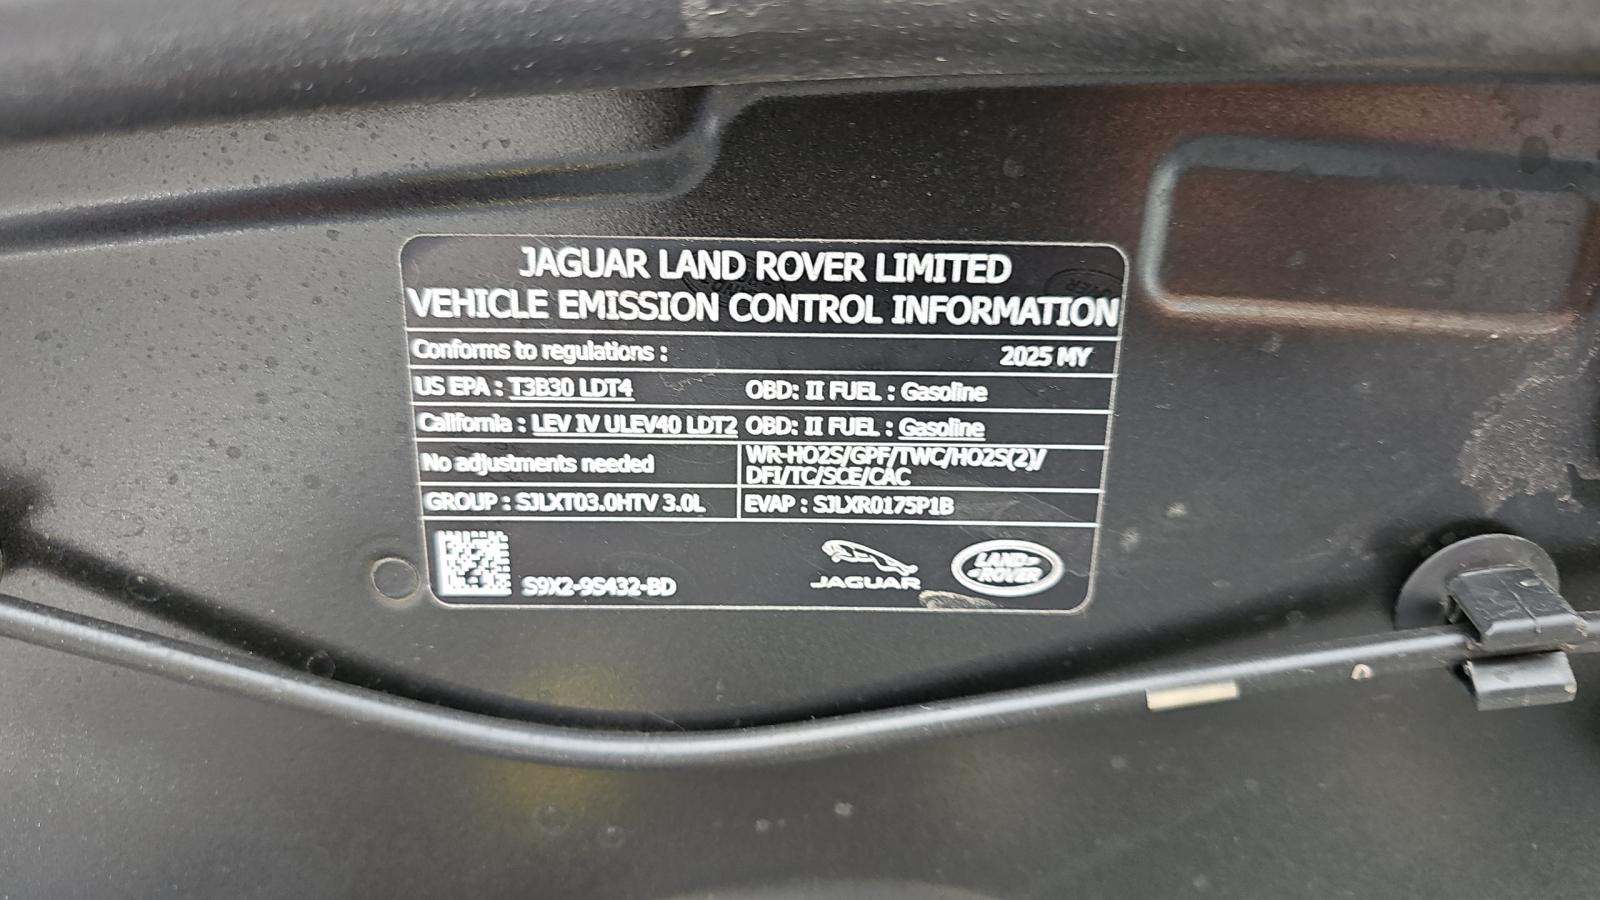 JAGUAR LAND ROVER LIMITED
VEHICLE EMISSION CONTROL INFORMATION
Conforms to regulations : 2025 MY
US EPA : T3B30 LDT4 OBD: II FUEL : Gasoline
California : LEV IV ULEV40 LDT2 OBD: II FUEL : Gasoline
No adjustments needed
WR-HO2S/GPF/TWC/HO2S(2)/
DFI/TC/SCE/CAC
GROUP : SJLXT03.0HTV 3.0L EVAP : SJLXR0175P1B
S9X2-9S432-BD
JAGUAR
LAND
ROVER